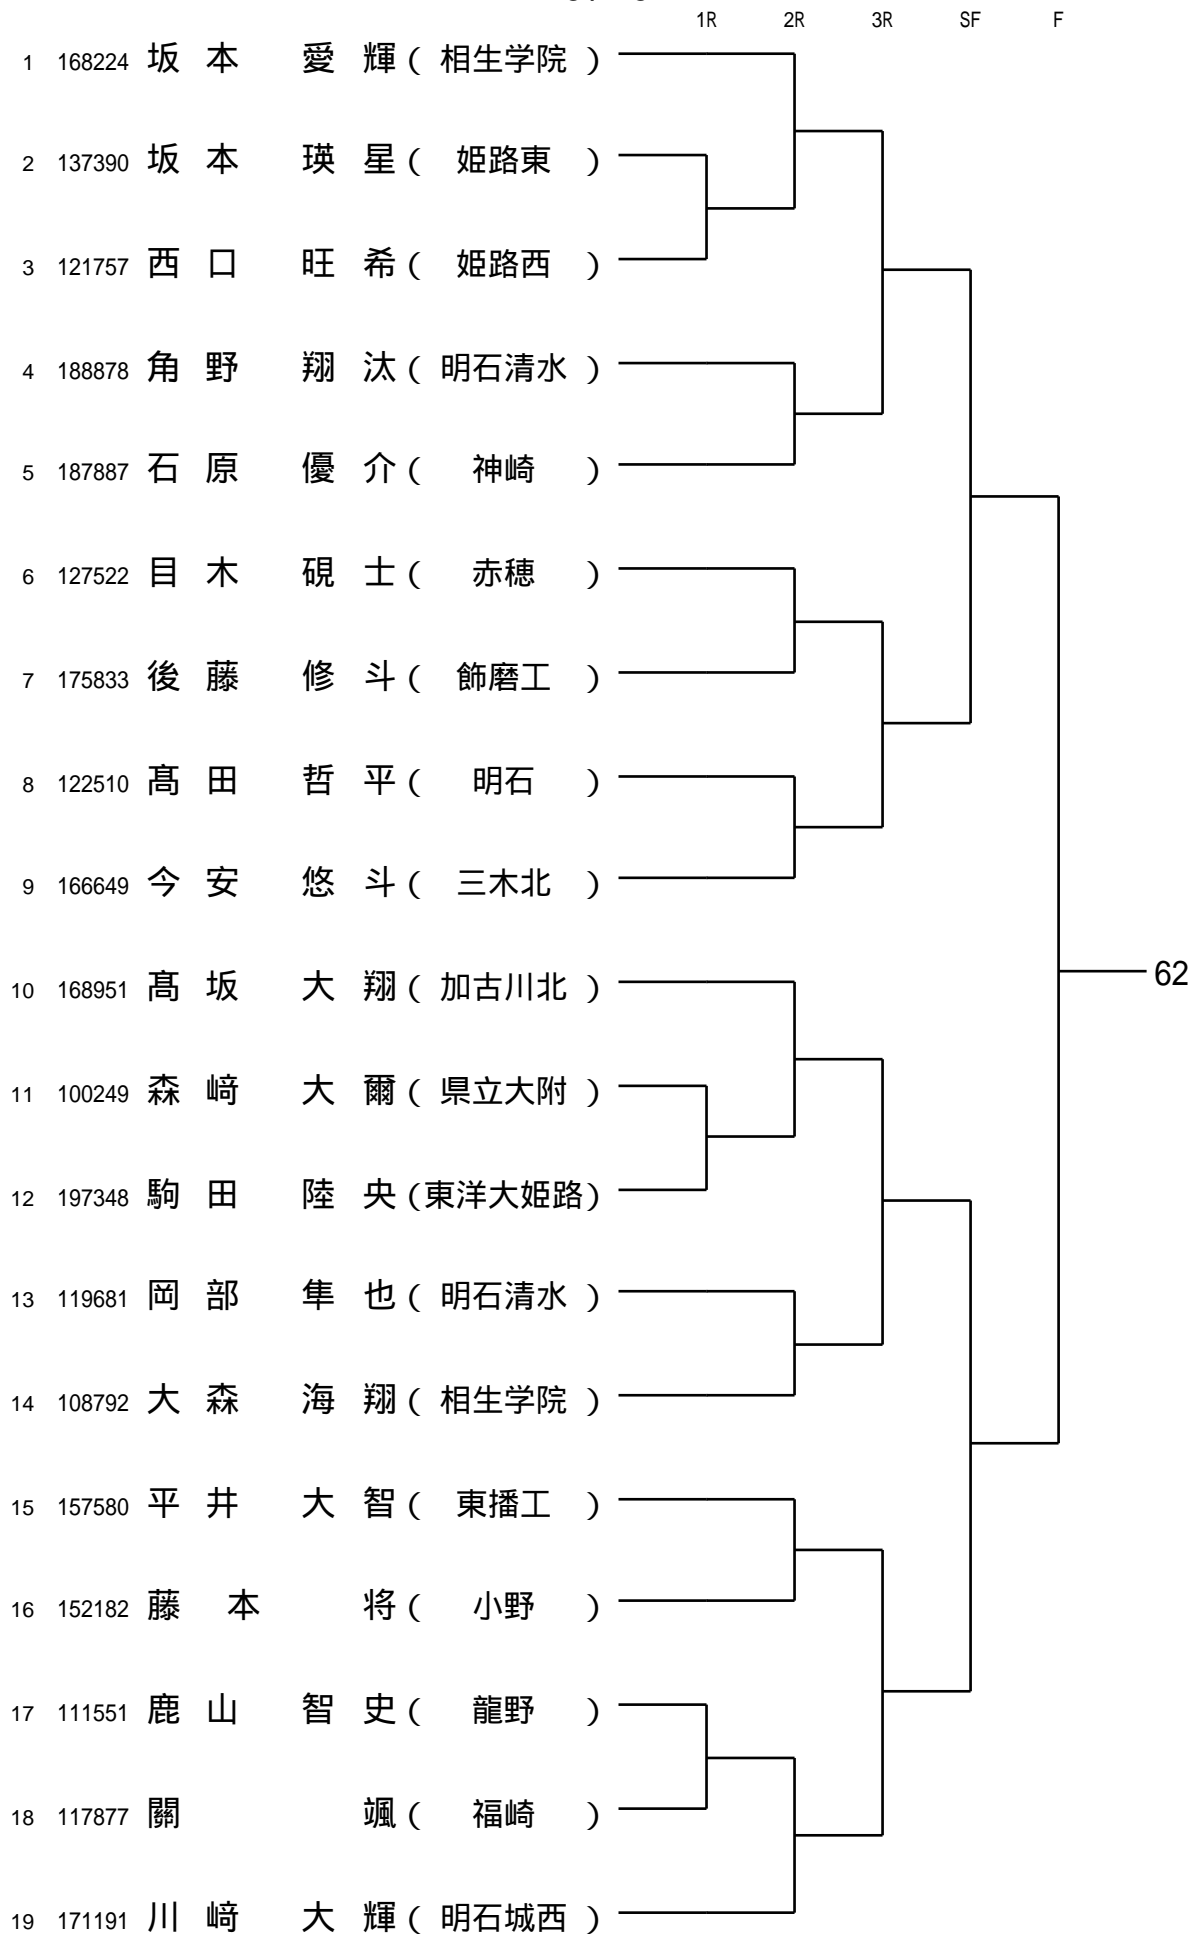 1R 2R 3R SF F
1 168224 坂本 愛輝 ( 相生学院 )
2 137390 坂本 瑛星 ( 姫路東 )
3 121757 西口 旺希 ( 姫路西 )
4 188878 角野 翔汰 ( 明石清水 )
5 187887 石原 優介 ( 神崎 )
6 127522 目木 硯士 ( 赤穂 )
7 175833 後藤 修斗 ( 飾磨工 )
8 122510 髙田 哲平 ( 明石 )
9 166649 今安 悠斗 ( 三木北 )
10 168951 髙坂 大翔 ( 加古川北 )
62
11 100249 森﨑 大爾 ( 県立大附 )
12 197348 駒田 陸央 (東洋大姫路)
13 119681 岡部 隼也 ( 明石清水 )
14 108792 大森 海翔 ( 相生学院 )
15 157580 平井 大智 ( 東播工 )
16 152182 藤本 将 ( 小野 )
17 111551 鹿山 智史 ( 龍野 )
18 117877 關 颯 ( 福崎 )
19 171191 川﨑 大輝 ( 明石城西 )